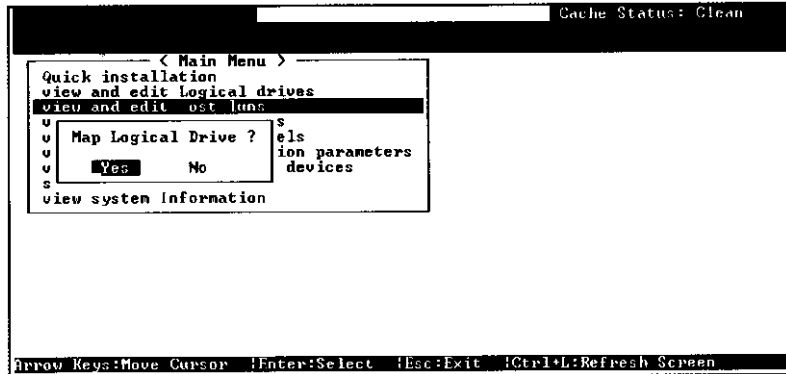 Cache Status: Clean
< Main Menu >
Quick installation
view and edit Logical drives
view and edit ost luns
v s
v Map Logical Drive ? els
v ion parameters
v Yes No devices
s
view system Information
Arrow Keys:Move Cursor |Enter:Select |Esc:Exit |Ctrl+L:Refresh Screen